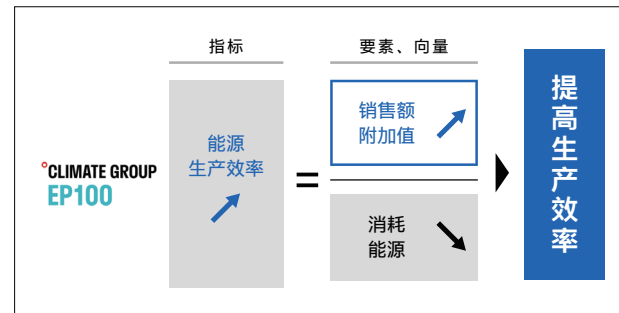 指标
要素、向量
°CLIMATE GROUP
EP100
能源
生产效率
=
销售额
附加值
消耗
能源
提高生产效率